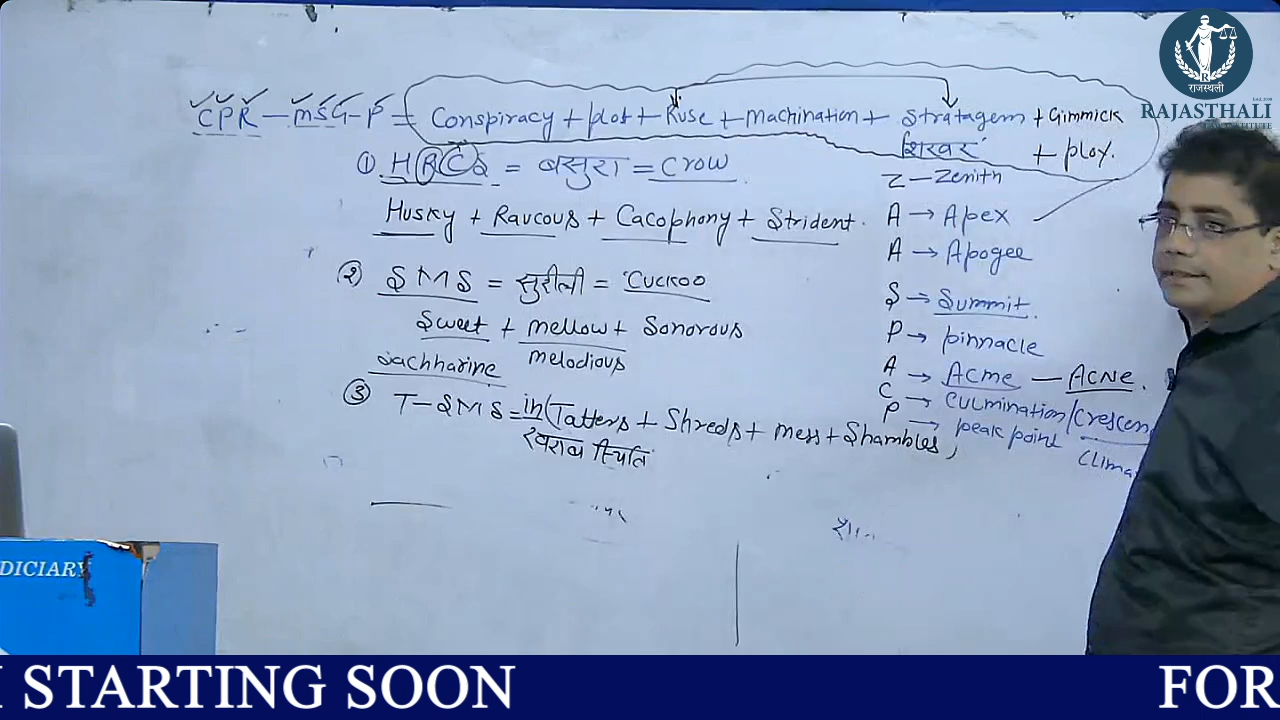 CPR - MSG - P = Conspiracy + plot + Ruse + machination + Stratagem + Gimmick
+ ploy.
शिखर
① HRCS = बसुरा = Crow
Husky + Raucous + Cacophony + Strident.
② SMS = सुरीली = Cuckoo
Sweet + mellow + Sonorous
Sachharine melodious
③ T-SMS = in (Tatters + Shreds + mess + Shambles,
खराब स्थिति
Z - Zenith
A → Apex
A → Apogee
S → Summit.
P → pinnacle
A → Acme - ACNE.
C → Culmination/Crescen
P → peak point
Clima
राजस्थली
RAJASTHALI
DICIARY
STARTING SOON
FOR